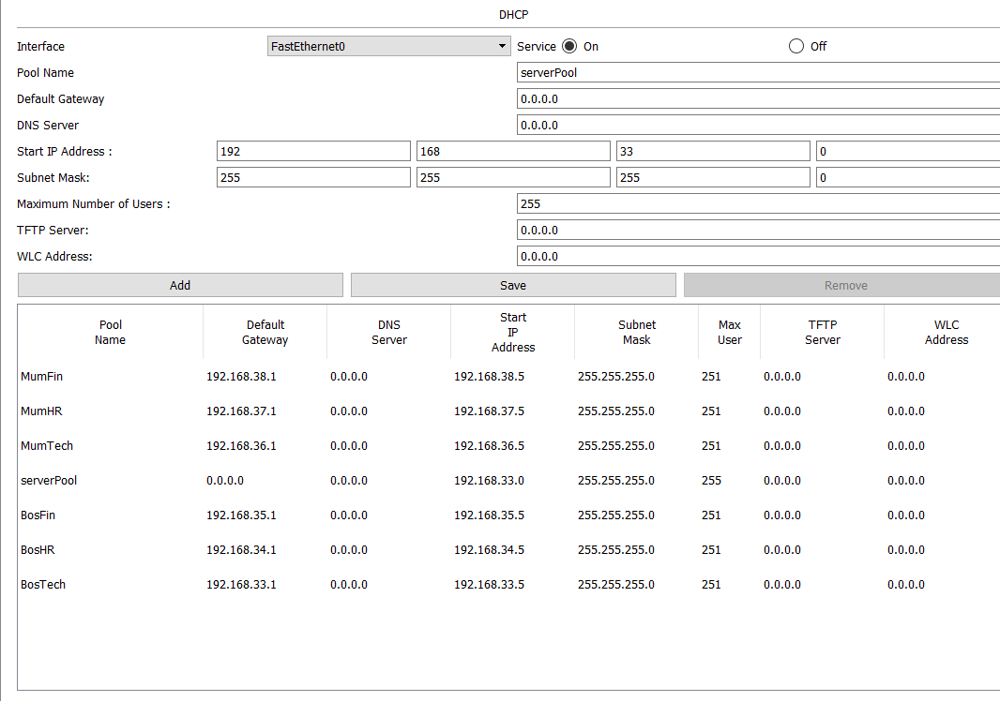 DHCP
Interface FastEthernet0 Service On Off
Pool Name serverPool
Default Gateway 0.0.0.0
DNS Server 0.0.0.0
Start IP Address : 192 168 33 0
Subnet Mask: 255 255 255 0
Maximum Number of Users : 255
TFTP Server: 0.0.0.0
WLC Address: 0.0.0.0
Add Save Remove
Pool Name Default Gateway DNS Server Start IP Address Subnet Mask Max User TFTP Server WLC Address
MumFin 192.168.38.1 0.0.0.0 192.168.38.5 255.255.255.0 251 0.0.0.0 0.0.0.0
MumHR 192.168.37.1 0.0.0.0 192.168.37.5 255.255.255.0 251 0.0.0.0 0.0.0.0
MumTech 192.168.36.1 0.0.0.0 192.168.36.5 255.255.255.0 251 0.0.0.0 0.0.0.0
serverPool 0.0.0.0 0.0.0.0 192.168.33.0 255.255.255.0 255 0.0.0.0 0.0.0.0
BosFin 192.168.35.1 0.0.0.0 192.168.35.5 255.255.255.0 251 0.0.0.0 0.0.0.0
BosHR 192.168.34.1 0.0.0.0 192.168.34.5 255.255.255.0 251 0.0.0.0 0.0.0.0
BosTech 192.168.33.1 0.0.0.0 192.168.33.5 255.255.255.0 251 0.0.0.0 0.0.0.0